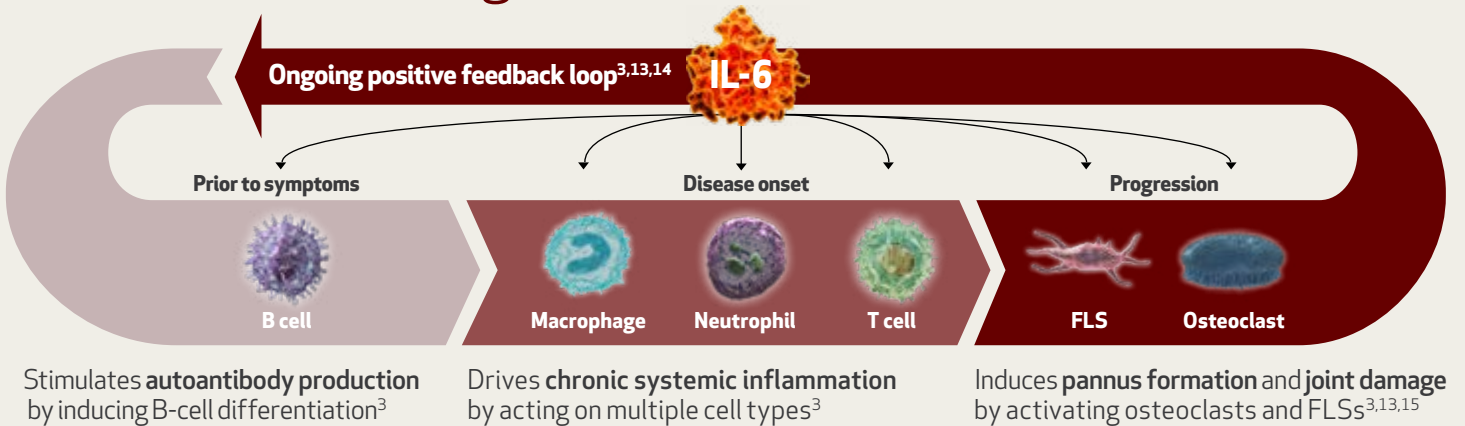 Ongoing positive feedback loop3,13,14
IL-6
Prior to symptoms
Disease onset
Progression
B cell
Macrophage
Neutrophil
T cell
FLS
Osteoclast
Stimulates autoantibody production
by inducing B-cell differentiation3
Drives chronic systemic inflammation
by acting on multiple cell types3
Induces pannus formation and joint damage
by activating osteoclasts and FLSs3,13,15